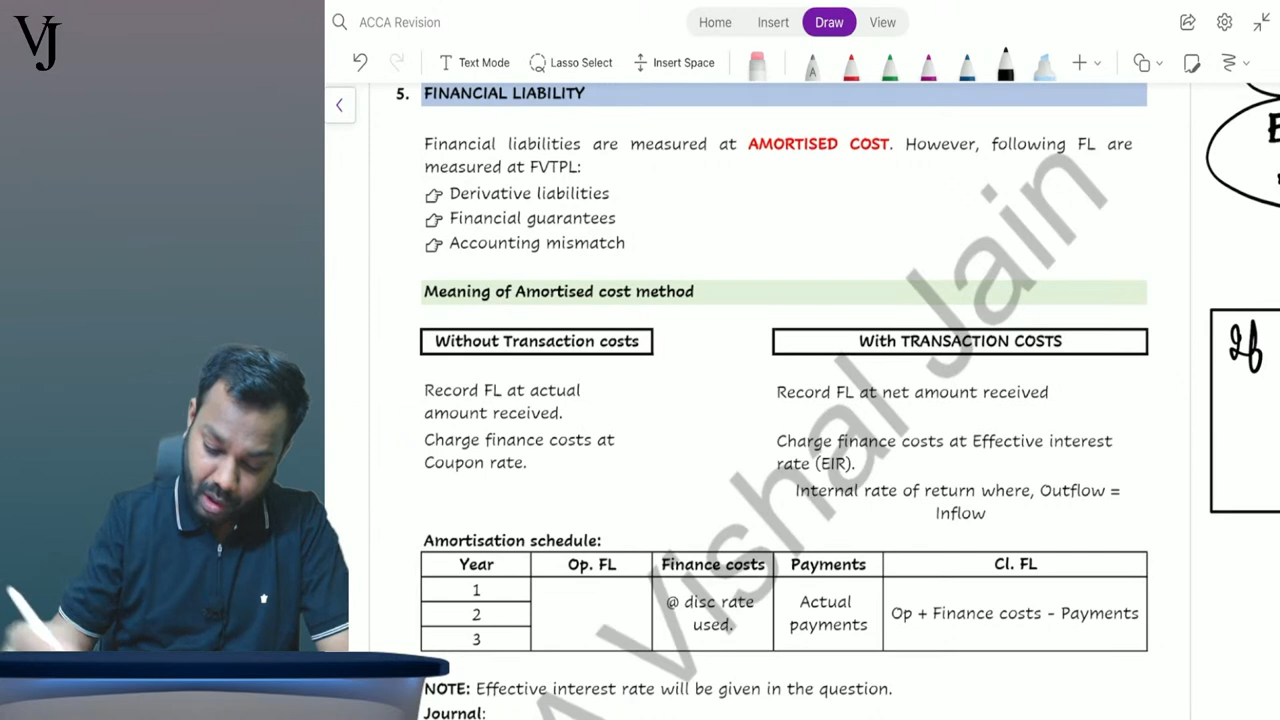 VJ
ACCA Revision
Home Insert Draw View
Text Mode Lasso Select Insert Space
5. FINANCIAL LIABILITY
Financial liabilities are measured at AMORTISED COST. However, following FL are
measured at FVTPL:
Derivative liabilities
Financial guarantees
Accounting mismatch
Meaning of Amortised cost method
Without Transaction costs
With TRANSACTION COSTS
Record FL at actual
amount received.
Charge finance costs at
Coupon rate.
Record FL at net amount received
Charge finance costs at Effective interest
rate (EIR).
Internal rate of return where, Outflow =
Inflow
Amortisation schedule:
Year Op. FL Finance costs Payments Cl. FL
1
2
3
@ disc rate
used.
Actual
payments
Op + Finance costs - Payments
NOTE: Effective interest rate will be given in the question.
Journal:
Vishal Jain